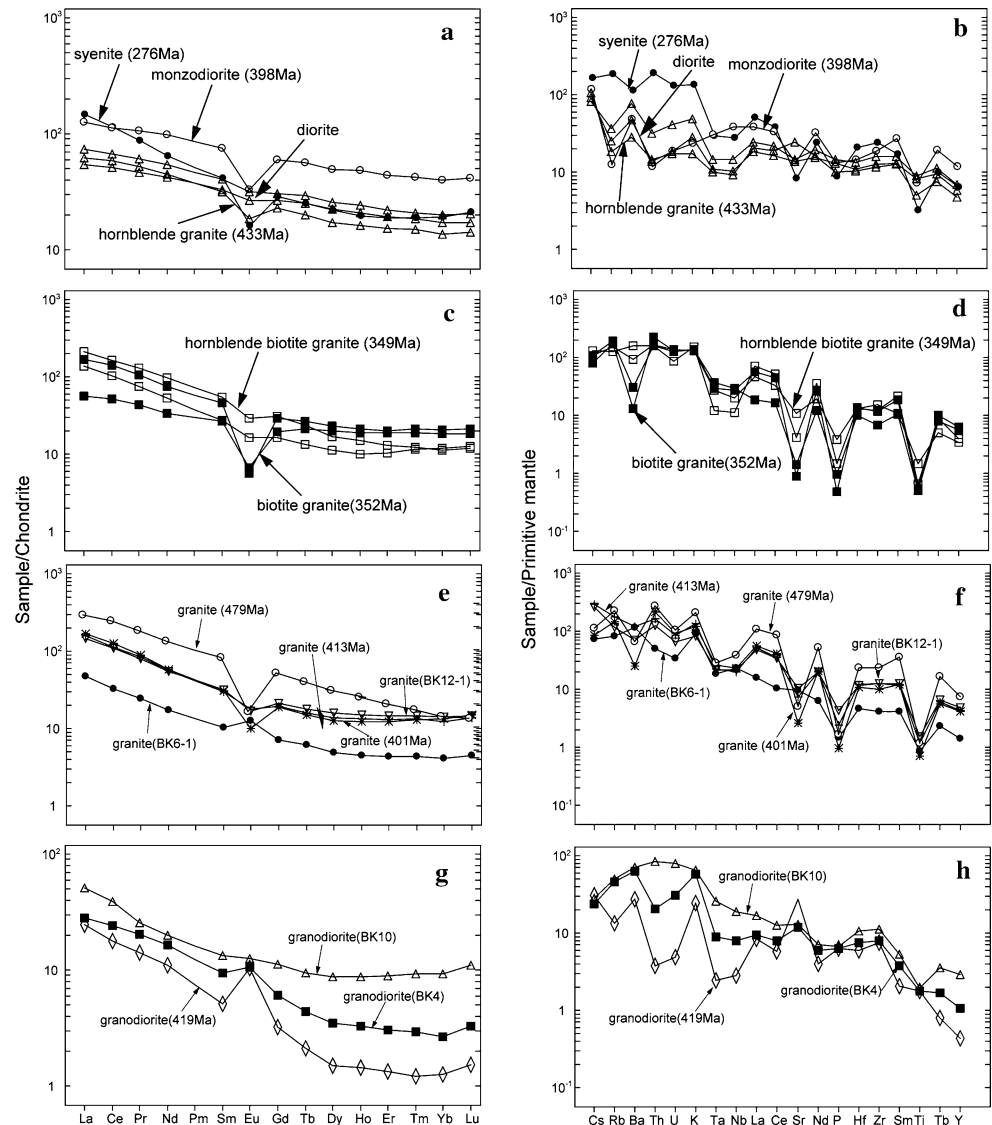 a
10³
10²
10
syenite (276Ma)
monzodiorite (398Ma)
diorite
hornblende granite (433Ma)
b
10³
10²
10
1
syenite (276Ma)
diorite
monzodiorite (398Ma)
hornblende granite (433Ma)
c
10³
10²
10
1
hornblende biotite granite (349Ma)
biotite granite(352Ma)
d
10³
10²
10
1
10⁻¹
hornblende biotite granite (349Ma)
biotite granite(352Ma)
Sample/Chondrite
Sample/Primitive mantle
e
10³
10²
10
1
granite (479Ma)
granite (413Ma)
granite(BK12-1)
granite (401Ma)
granite(BK6-1)
f
10³
10²
10
1
10⁻¹
granite (413Ma)
granite (479Ma)
granite(BK12-1)
granite(BK6-1)
granite (401Ma)
g
10²
10
1
granodiorite(BK10)
granodiorite(BK4)
granodiorite(419Ma)
La Ce Pr Nd Pm Sm Eu Gd Tb Dy Ho Er Tm Yb Lu
h
10²
10
1
10⁻¹
granodiorite(BK10)
granodiorite(BK4)
granodiorite(419Ma)
Cs Rb Ba Th U K Ta Nb La Ce Sr Nd P Hf Zr Sm Ti Tb Y